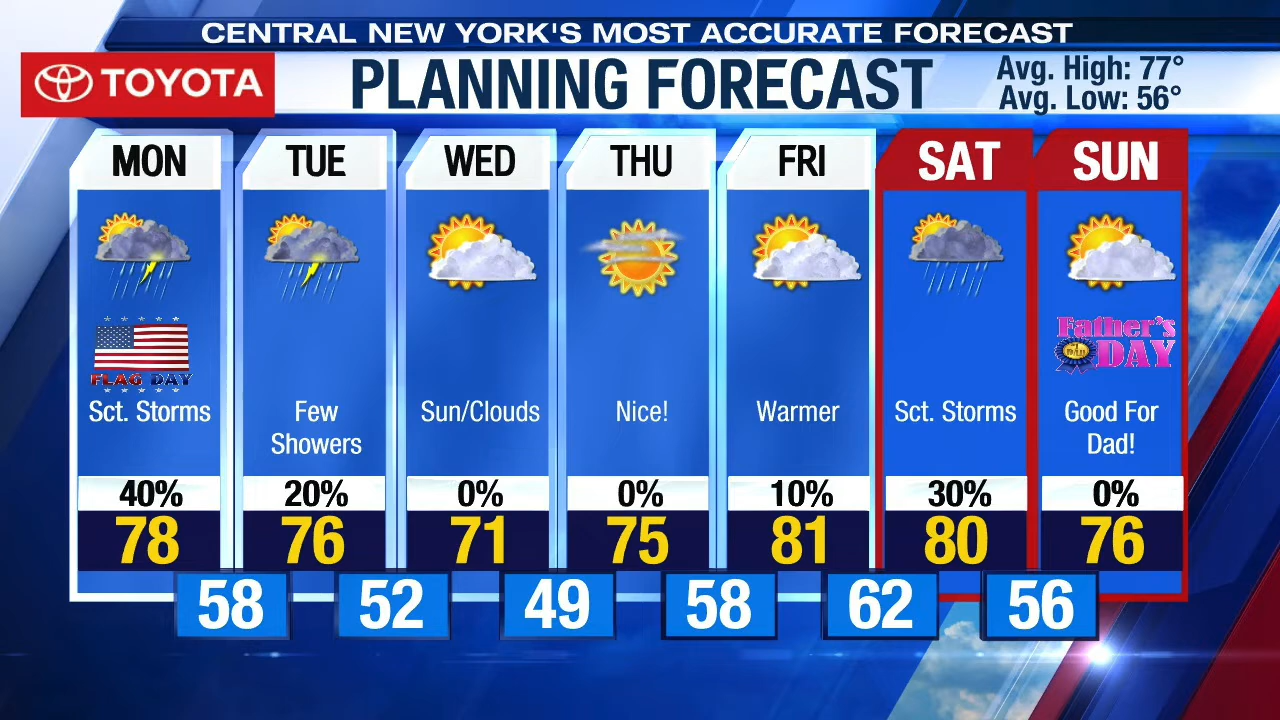 CENTRAL NEW YORK'S MOST ACCURATE FORECAST
TOYOTA
PLANNING FORECAST
Avg. High: 77°
Avg. Low: 56°
MON
TUE
WED
THU
FRI
SAT
SUN
FLAG DAY
Father's
DAY
Sct. Storms
Few
Showers
Sun/Clouds
Nice!
Warmer
Sct. Storms
Good For
Dad!
40%
20%
0%
0%
10%
30%
0%
78
76
71
75
81
80
76
58
52
49
58
62
56